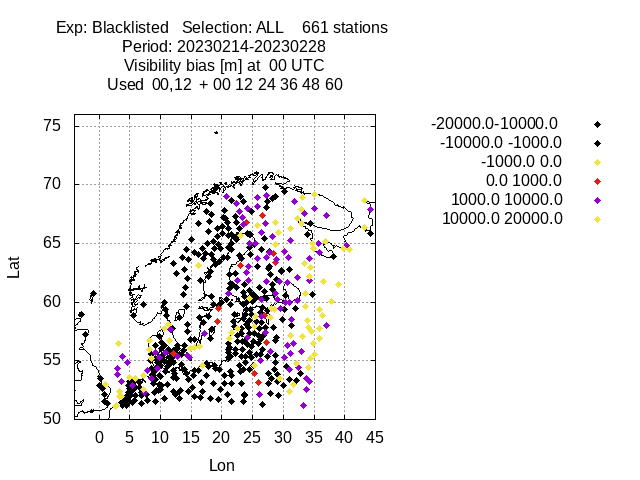 Exp: Blacklisted Selection: ALL 661 stations
Period: 20230214-20230228
Visibility bias [m] at 00 UTC
Used 00,12 + 00 12 24 36 48 60
-20000.0-10000.0
-10000.0 -1000.0
-1000.0 0.0
0.0 1000.0
1000.0 10000.0
10000.0 20000.0
75
70
65
60
55
50
Lat
0 5 10 15 20 25 30 35 40 45
Lon